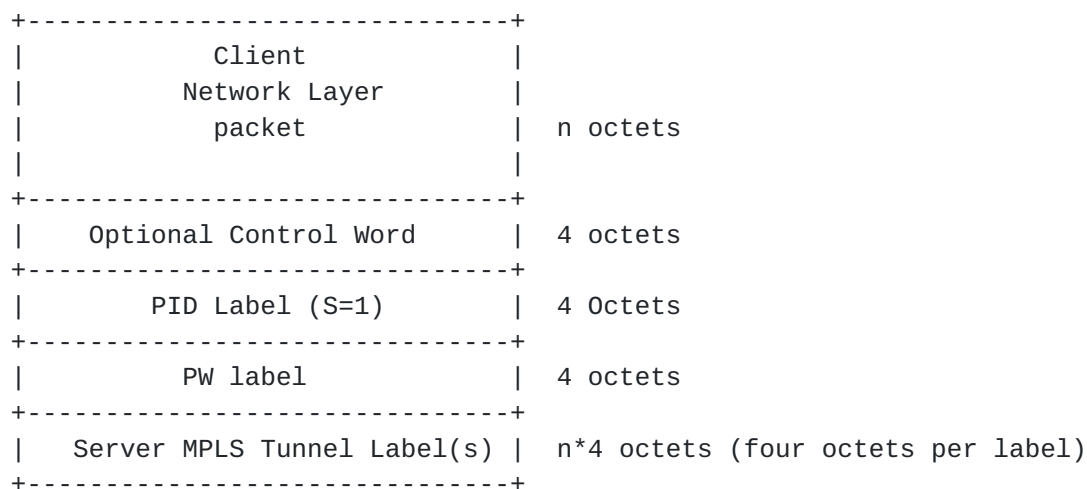 +-------------------------------+
|            Client             |
|          Network Layer        |
|            packet             |  n octets
|                               |
+-------------------------------+
|    Optional Control Word      |  4 octets
+-------------------------------+
|        PID Label (S=1)        |  4 Octets
+-------------------------------+
|          PW label             |  4 octets
+-------------------------------+
|   Server MPLS Tunnel Label(s) |  n*4 octets (four octets per label)
+-------------------------------+